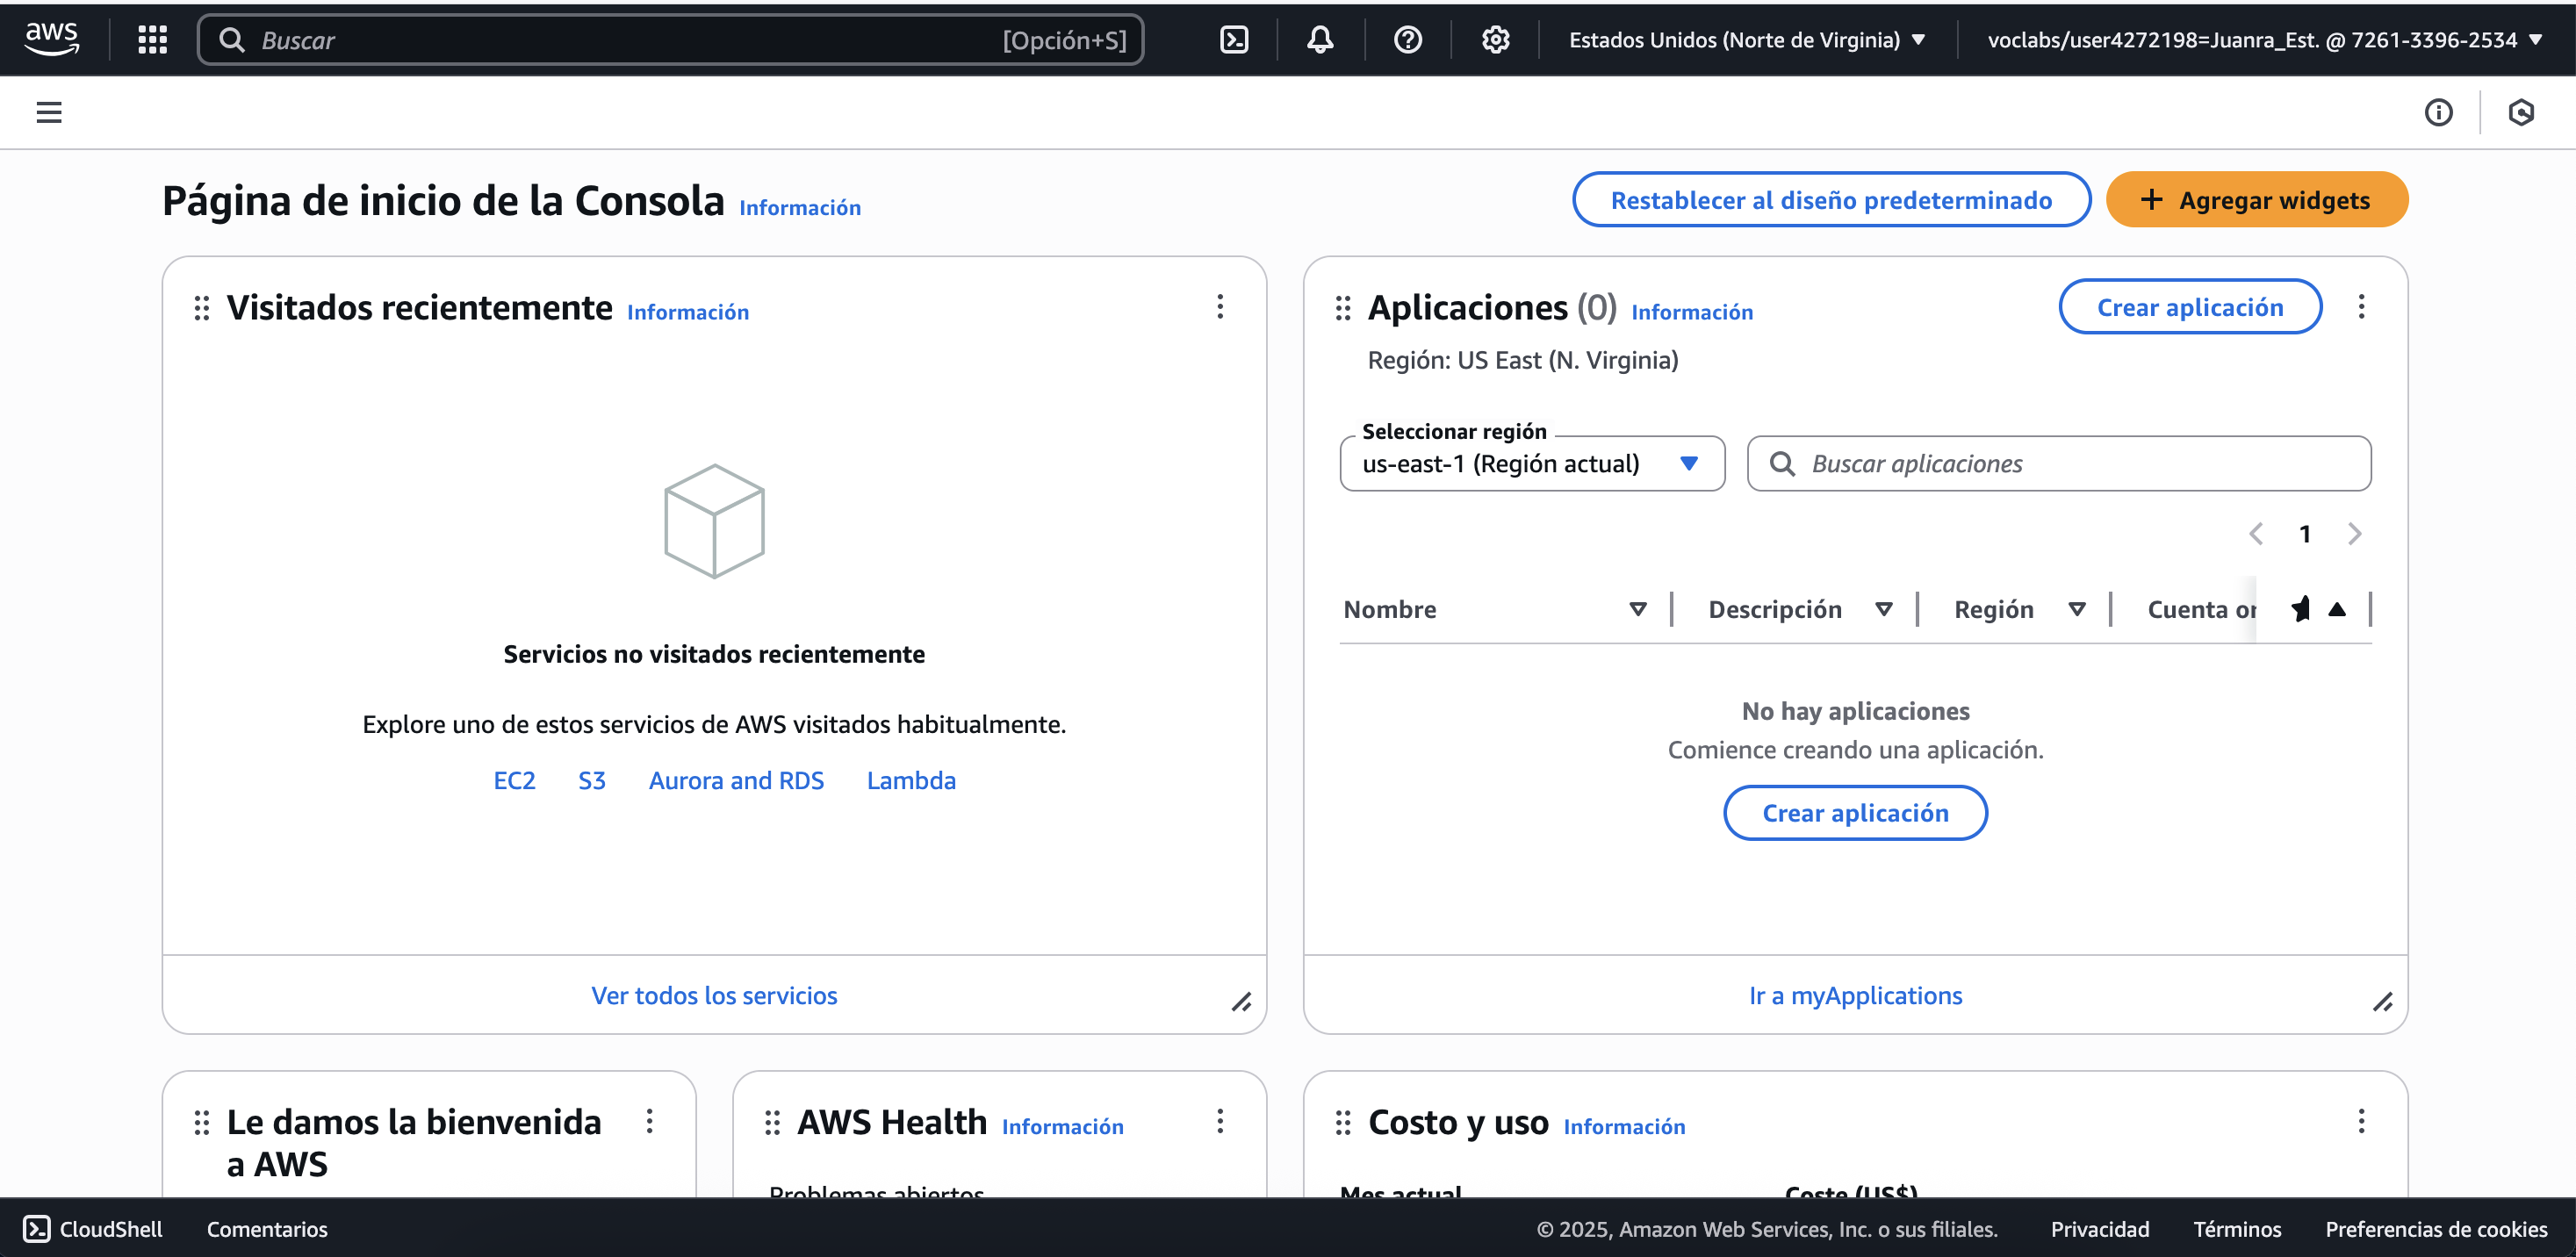 aws
Buscar
[Opción+S]
Estados Unidos (Norte de Virginia)
voclabs/user4272198=Juanra_Est. @ 7261-3396-2534
Página de inicio de la Consola Información
Restablecer al diseño predeterminado
Agregar widgets
Visitados recientemente Información
Servicios no visitados recientemente
Explore uno de estos servicios de AWS visitados habitualmente.
EC2 S3 Aurora and RDS Lambda
Ver todos los servicios
Aplicaciones (0) Información
Crear aplicación
Región: US East (N. Virginia)
Seleccionar región
us-east-1 (Región actual)
Buscar aplicaciones
1
Nombre Descripción Región Cuenta or
No hay aplicaciones
Comience creando una aplicación.
Crear aplicación
Ir a myApplications
Le damos la bienvenida
a AWS
AWS Health Información
Problemas abiertos
Costo y uso Información
Mes actual
Coste (US$)
CloudShell Comentarios
© 2025, Amazon Web Services, Inc. o sus filiales. Privacidad Términos Preferencias de cookies